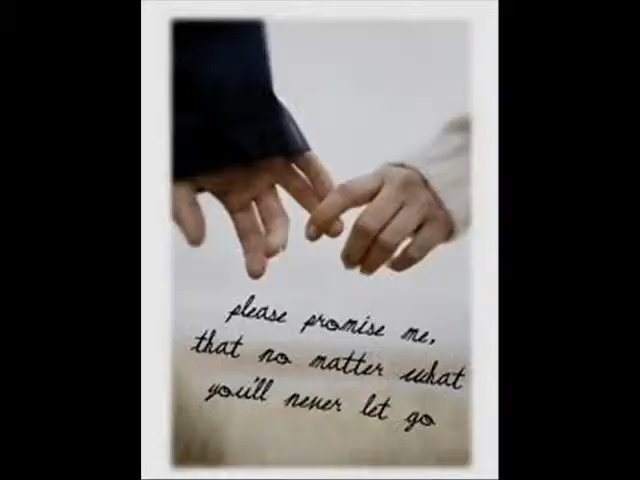 please promise me,
that no matter what
you'll never let go